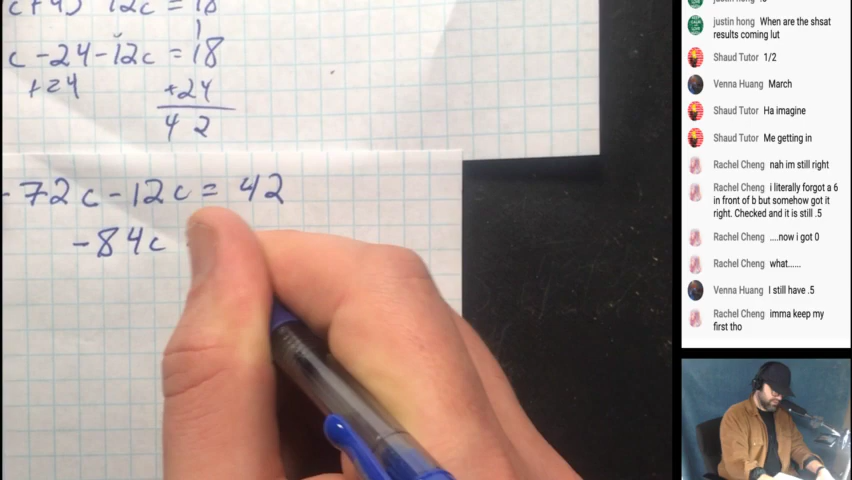 c+4) 12c = 18
c - 24 - 12c = 18
+24 +24
42
-72c - 12c = 42
-84c
justin hong When are the shsat
results coming lut
Shaud Tutor 1/2
Venna Huang March
Shaud Tutor Ha imagine
Shaud Tutor Me getting in
Rachel Cheng nah im still right
Rachel Cheng i literally forgot a 6
in front of b but somehow got it
right. Checked and it is still .5
Rachel Cheng ....now i got 0
Rachel Cheng what......
Venna Huang I still have .5
Rachel Cheng imma keep my
first tho